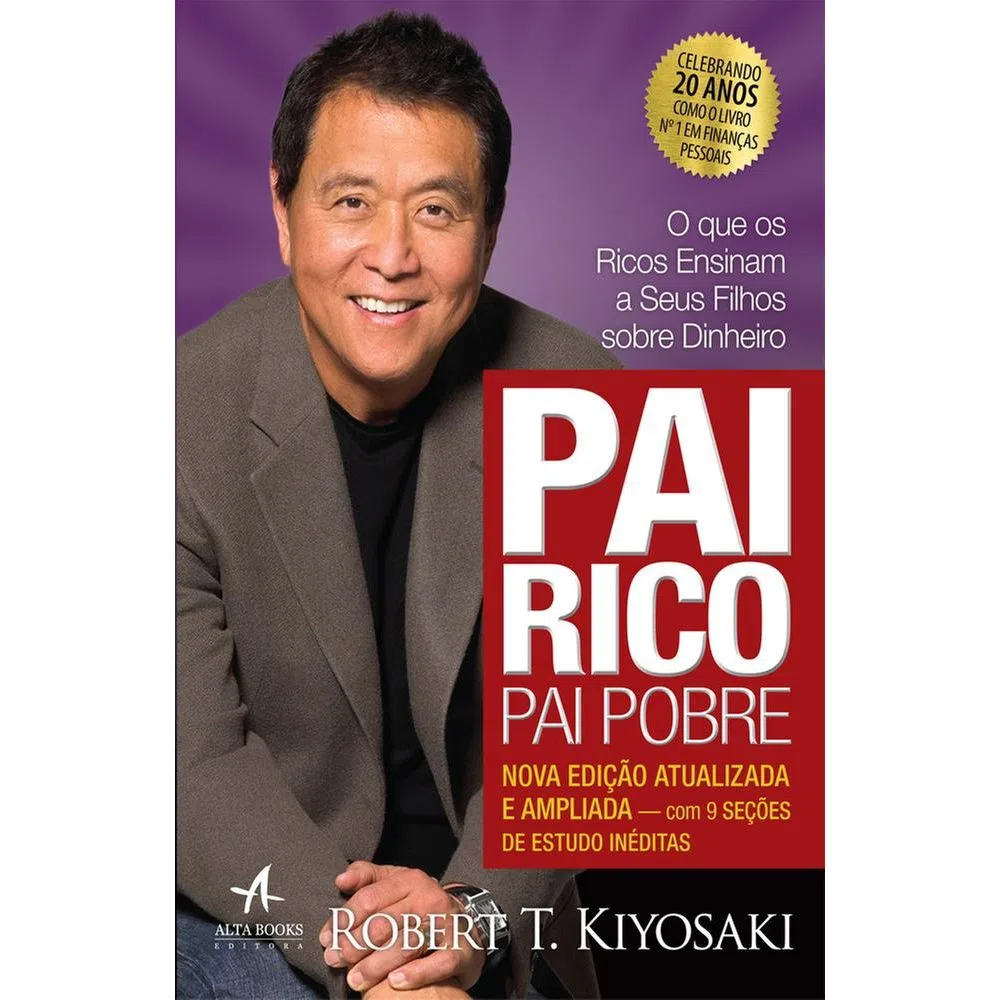 CELEBRANDO
20 ANOS
COMO O LIVRO
Nº 1 EM FINANÇAS
PESSOAIS
O que os
Ricos Ensinam
a Seus Filhos
sobre Dinheiro
PAI
RICO
PAI POBRE
NOVA EDIÇÃO ATUALIZADA
E AMPLIADA — com 9 SEÇÕES
DE ESTUDO INÉDITAS
ALTA BOOKS
EDITORA
ROBERT T. KIYOSAKI